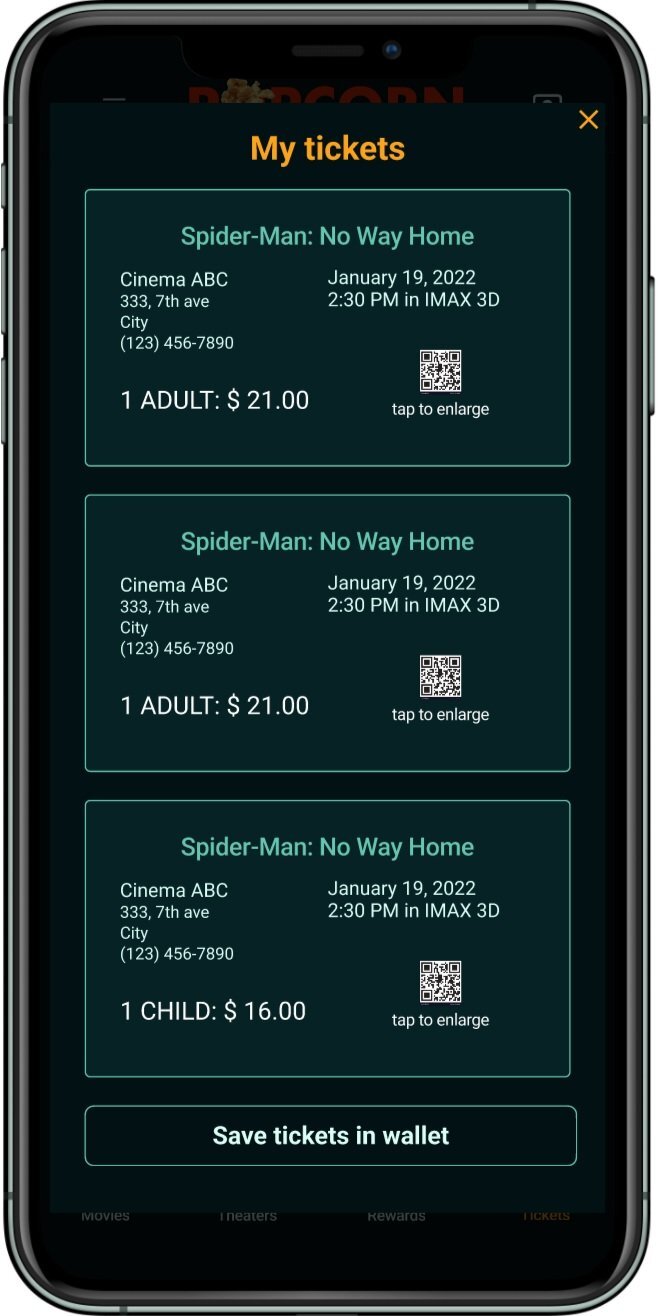 POPCORN
My tickets
Spider-Man: No Way Home
Cinema ABC
333, 7th ave
City
(123) 456-7890
January 19, 2022
2:30 PM in IMAX 3D
1 ADULT: $ 21.00
tap to enlarge
Spider-Man: No Way Home
Cinema ABC
333, 7th ave
City
(123) 456-7890
January 19, 2022
2:30 PM in IMAX 3D
1 ADULT: $ 21.00
tap to enlarge
Spider-Man: No Way Home
Cinema ABC
333, 7th ave
City
(123) 456-7890
January 19, 2022
2:30 PM in IMAX 3D
1 CHILD: $ 16.00
tap to enlarge
Save tickets in wallet
Movies Theaters Rewards Tickets